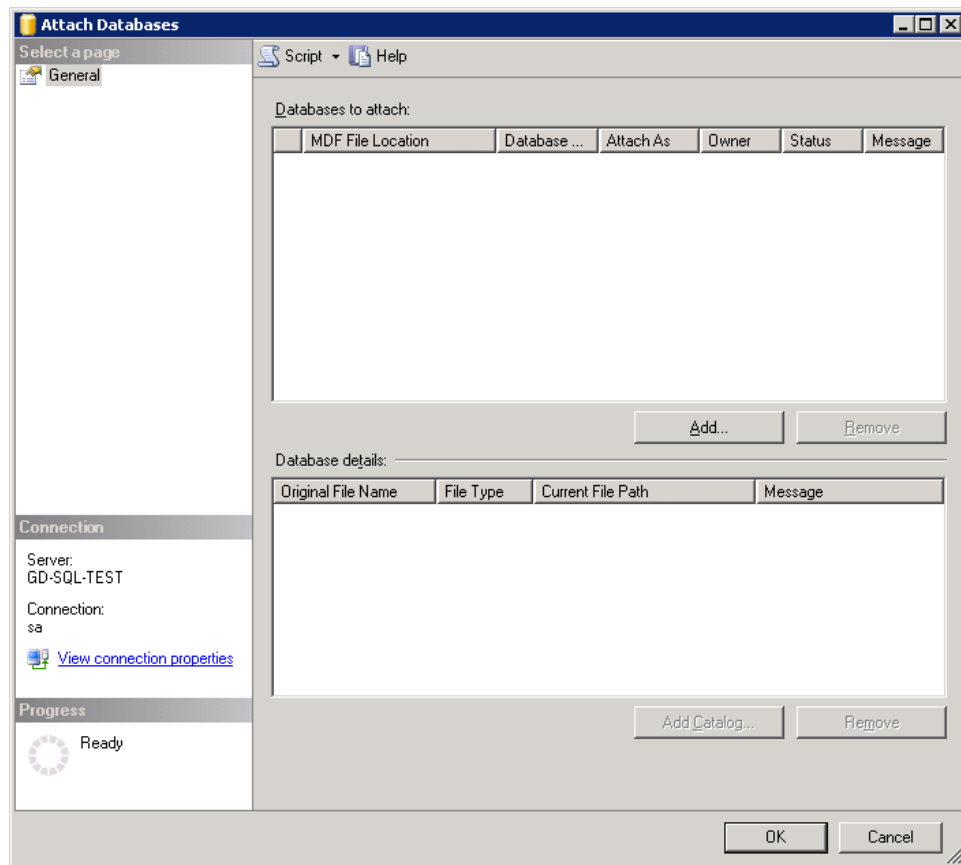 Attach Databases
Select a page
General
Script
Help
Databases to attach:
MDF File Location
Database ...
Attach As
Owner
Status
Message
Add...
Remove
Database details:
Original File Name
File Type
Current File Path
Message
Add Catalog...
Remove
Connection
Server:
GD-SQL-TEST
Connection:
sa
View connection properties
Progress
Ready
OK
Cancel